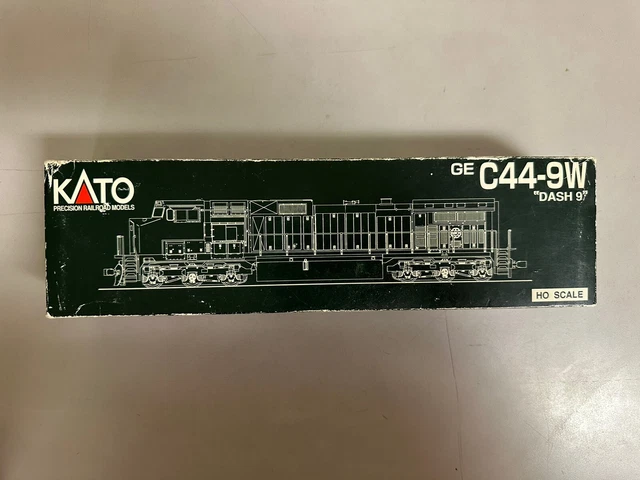 KATO
PRECISION RAILROAD MODELS
GE C44-9W
"DASH 9"
HO SCALE